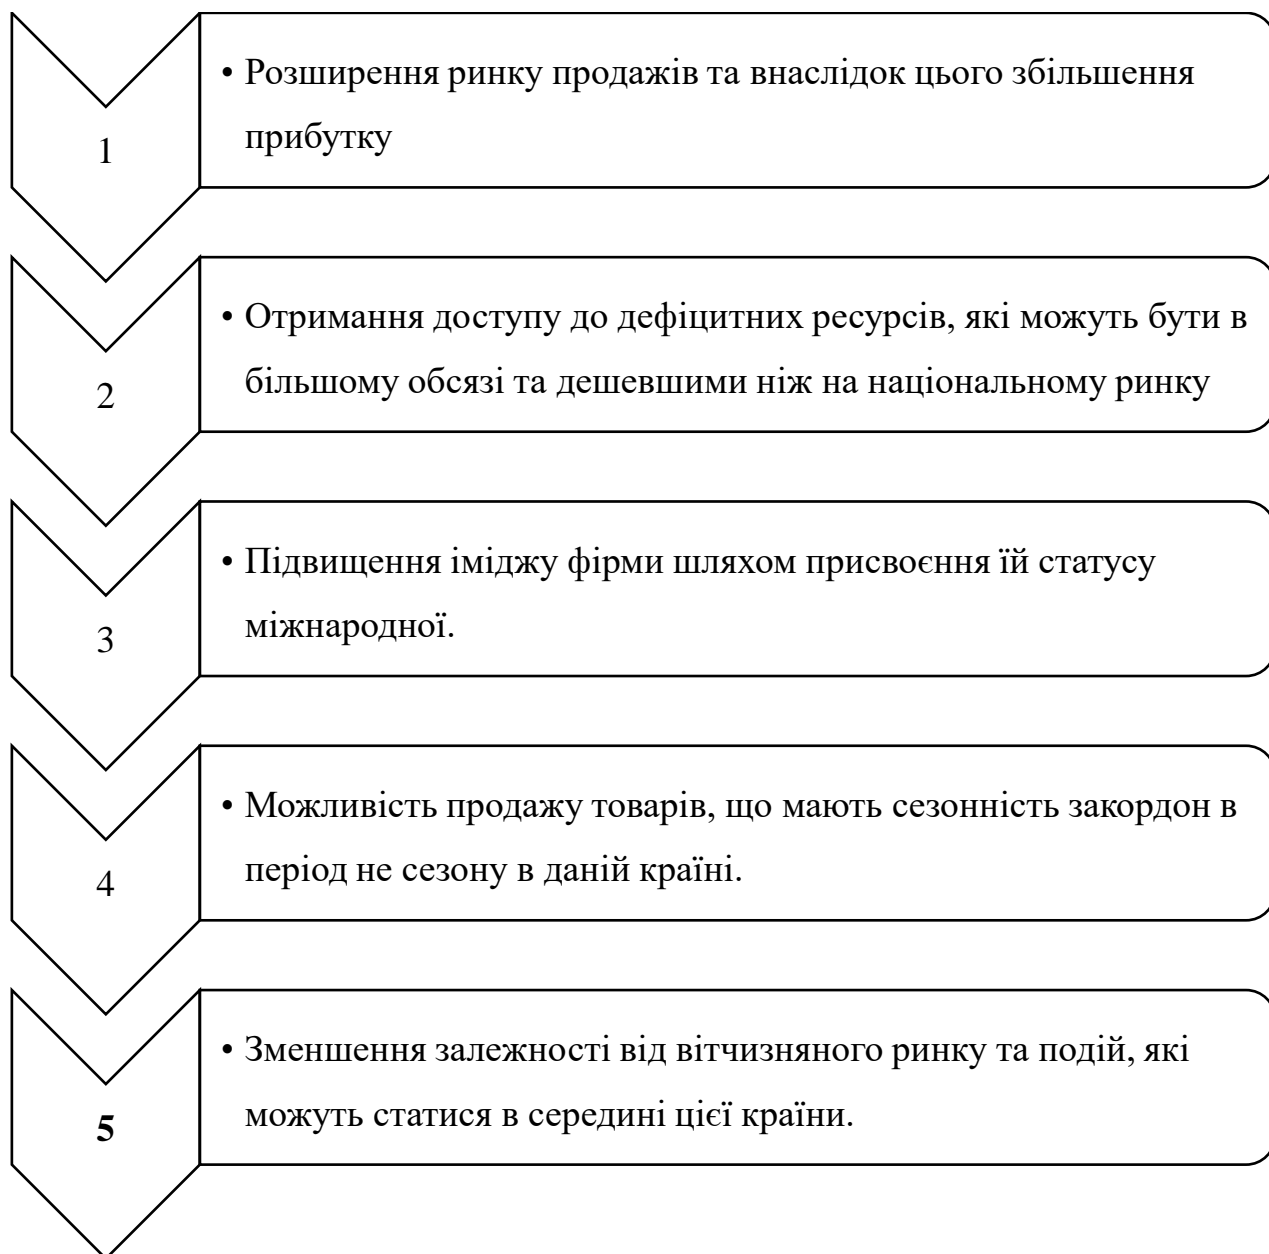 1
• Розширення ринку продажів та внаслідок цього збільшення
прибутку
2
• Отримання доступу до дефіцитних ресурсів, які можуть бути в
більшому обсязі та дешевшими ніж на національному ринку
3
• Підвищення іміджу фірми шляхом присвоєння їй статусу
міжнародної.
4
• Можливість продажу товарів, що мають сезонність закордон в
період не сезону в даній країні.
5
• Зменшення залежності від вітчизняного ринку та подій, які
можуть статися в середині цієї країни.